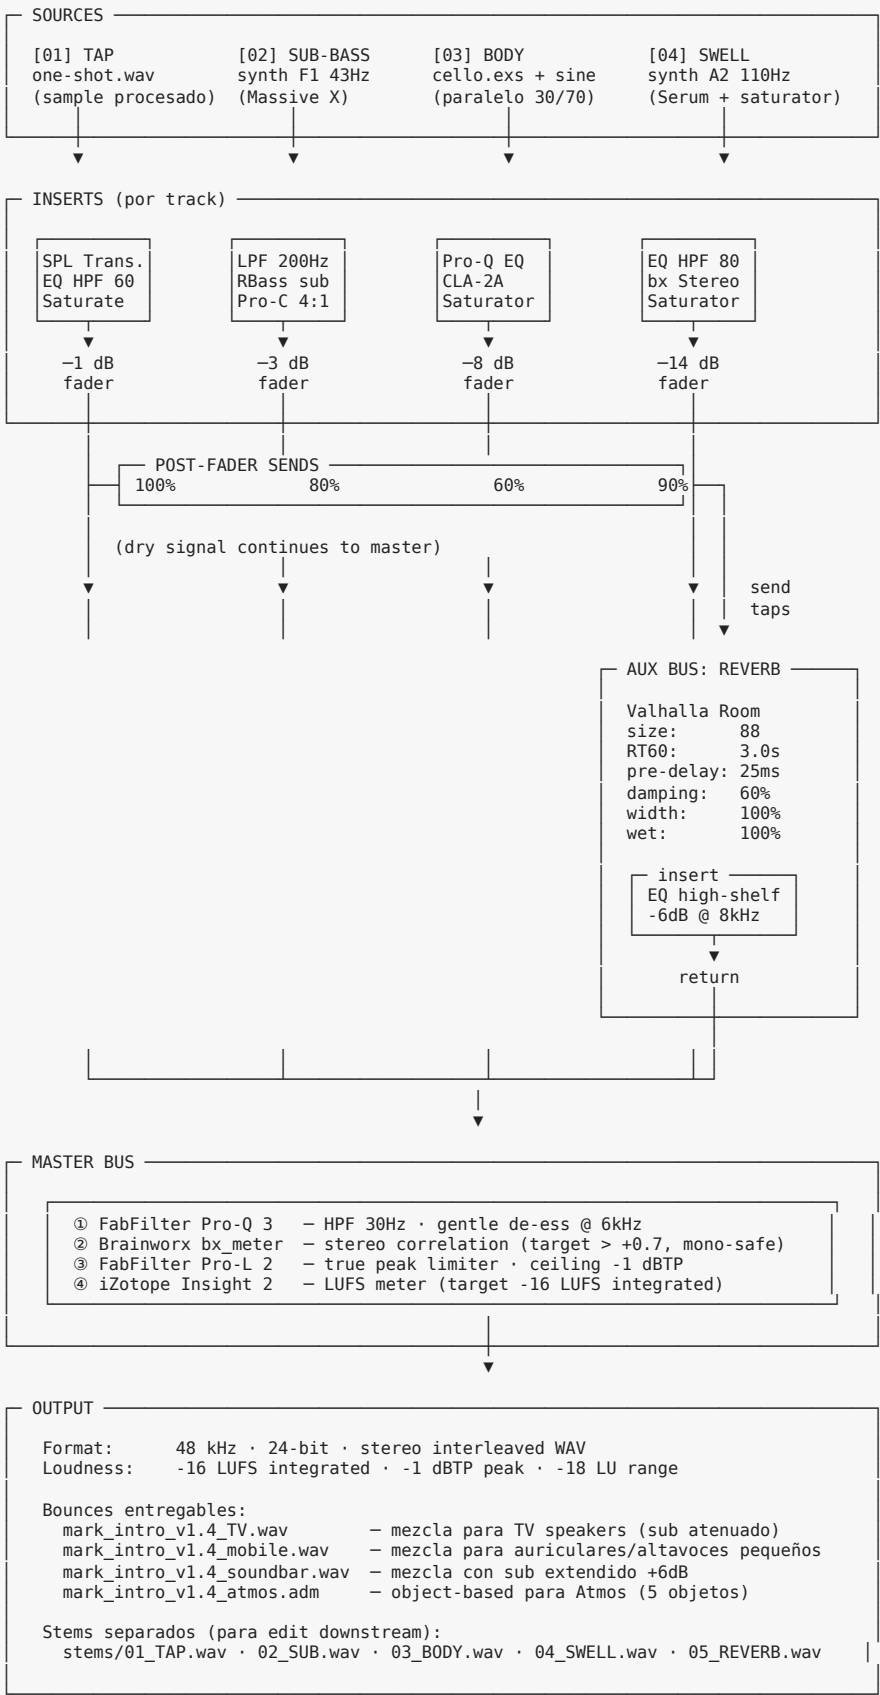 SOURCES
[01] TAP [02] SUB-BASS [03] BODY [04] SWELL
one-shot.wav synth F1 43Hz cello.exs + sine synth A2 110Hz
(sample procesado) (Massive X) (paralelo 30/70) (Serum + saturator)
INSERTS (por track)
SPL Trans. LPF 200Hz Pro-Q EQ EQ HPF 80
EQ HPF 60 RBass sub CLA-2A bx Stereo
Saturate Pro-C 4:1 Saturator Saturator
−1 dB −3 dB −8 dB −14 dB
fader fader fader fader
POST-FADER SENDS
100% 80% 60% 90%
(dry signal continues to master)
send
taps
AUX BUS: REVERB
Valhalla Room
size: 88
RT60: 3.0s
pre-delay: 25ms
damping: 60%
width: 100%
wet: 100%
insert
EQ high-shelf
-6dB @ 8kHz
return
MASTER BUS
① FabFilter Pro-Q 3 — HPF 30Hz · gentle de-ess @ 6kHz
② Brainworx bx_meter — stereo correlation (target > +0.7, mono-safe)
③ FabFilter Pro-L 2 — true peak limiter · ceiling -1 dBTP
④ iZotope Insight 2 — LUFS meter (target -16 LUFS integrated)
OUTPUT
Format: 48 kHz · 24-bit · stereo interleaved WAV
Loudness: -16 LUFS integrated · -1 dBTP peak · -18 LU range
Bounces entregables:
mark_intro_v1.4_TV.wav — mezcla para TV speakers (sub atenuado)
mark_intro_v1.4_mobile.wav — mezcla para auriculares/altavoces pequeños
mark_intro_v1.4_soundbar.wav — mezcla con sub extendido +6dB
mark_intro_v1.4_atmos.adm — object-based para Atmos (5 objetos)
Stems separados (para edit downstream):
stems/01_TAP.wav · 02_SUB.wav · 03_BODY.wav · 04_SWELL.wav · 05_REVERB.wav